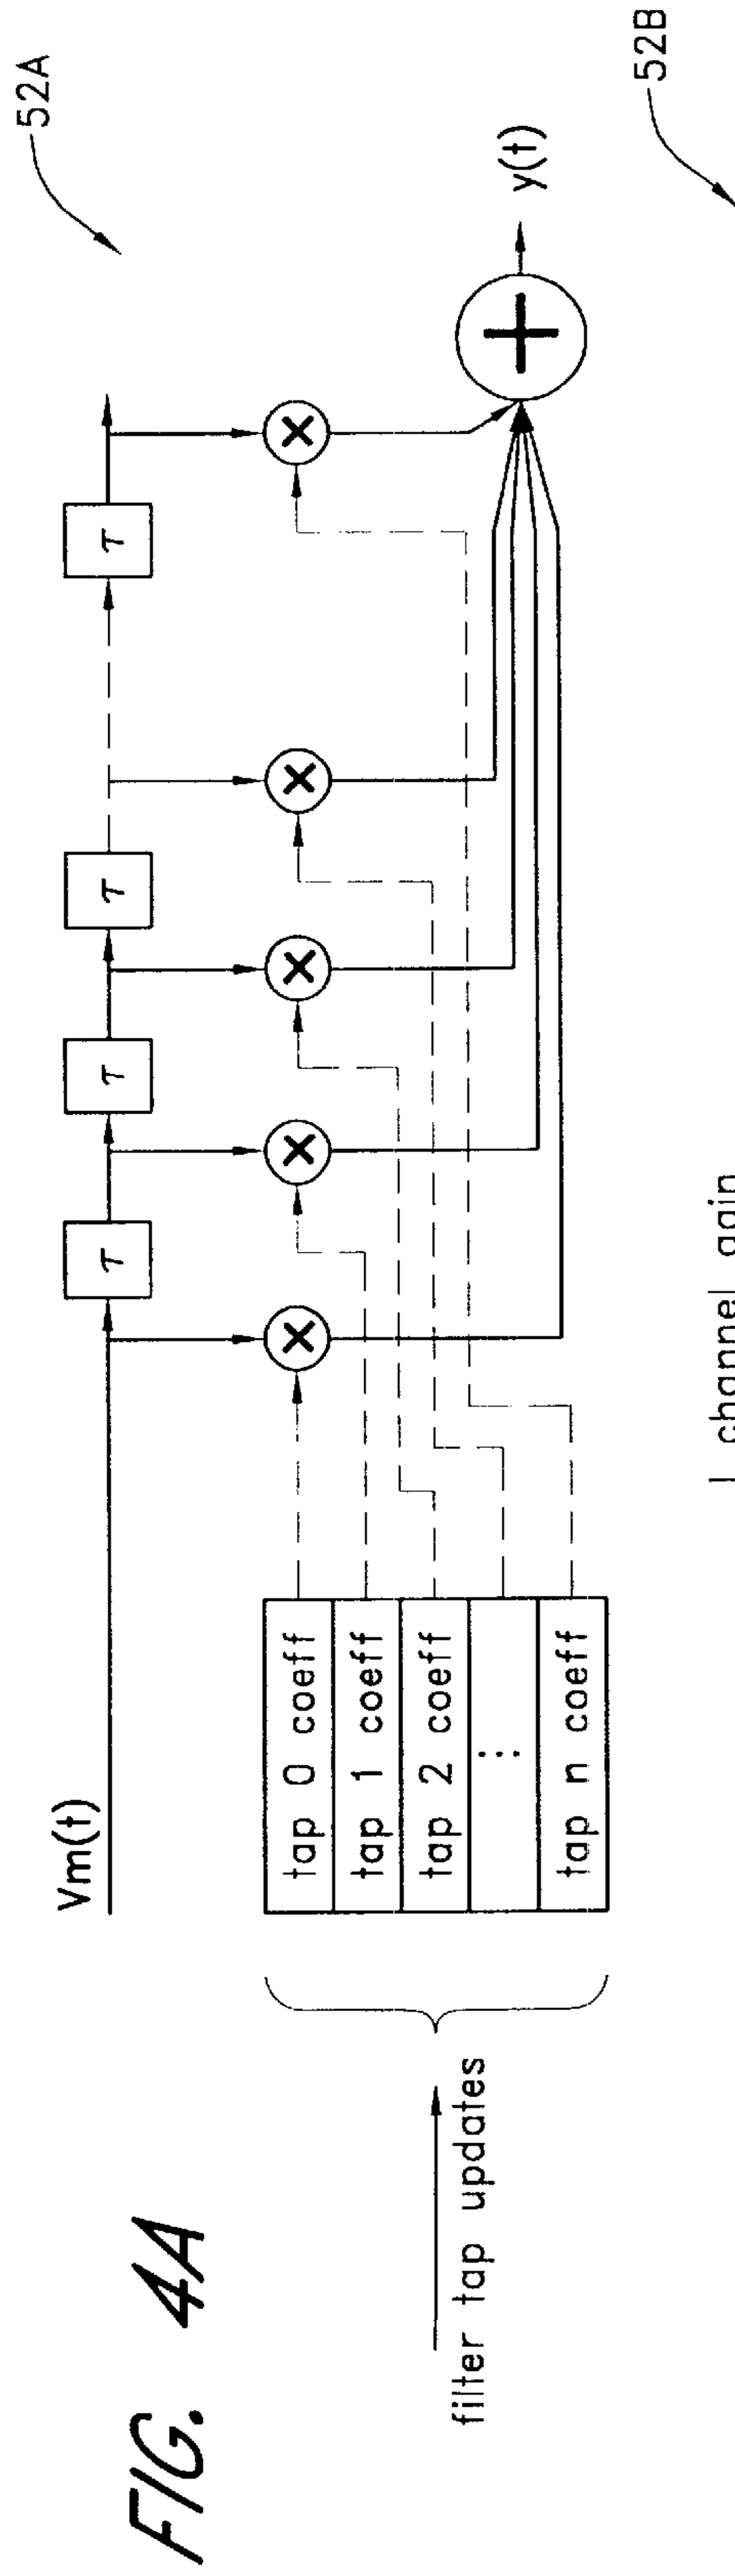 FIG. 4A
52A
Vm(t)
τ
τ
τ
τ
tap 0 coeff
tap 1 coeff
tap 2 coeff
⋮
tap n coeff
filter tap updates
y(t)
52B
I channel gain